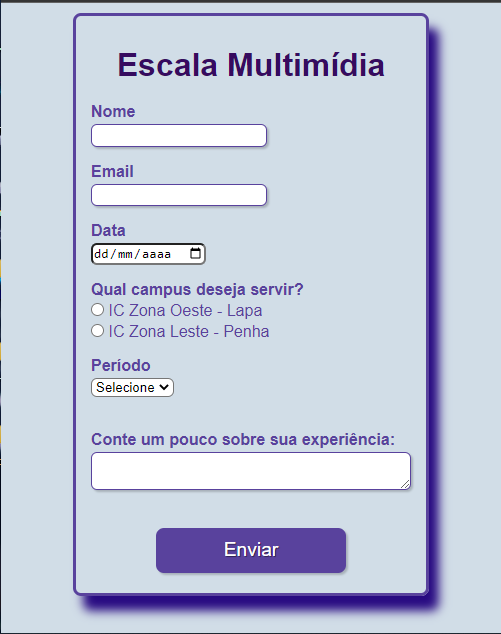 Escala Multimídia
Nome
Email
Data
dd/mm/aaaa
Qual campus deseja servir?
IC Zona Oeste - Lapa
IC Zona Leste - Penha
Período
Selecione
Conte um pouco sobre sua experiência:
Enviar